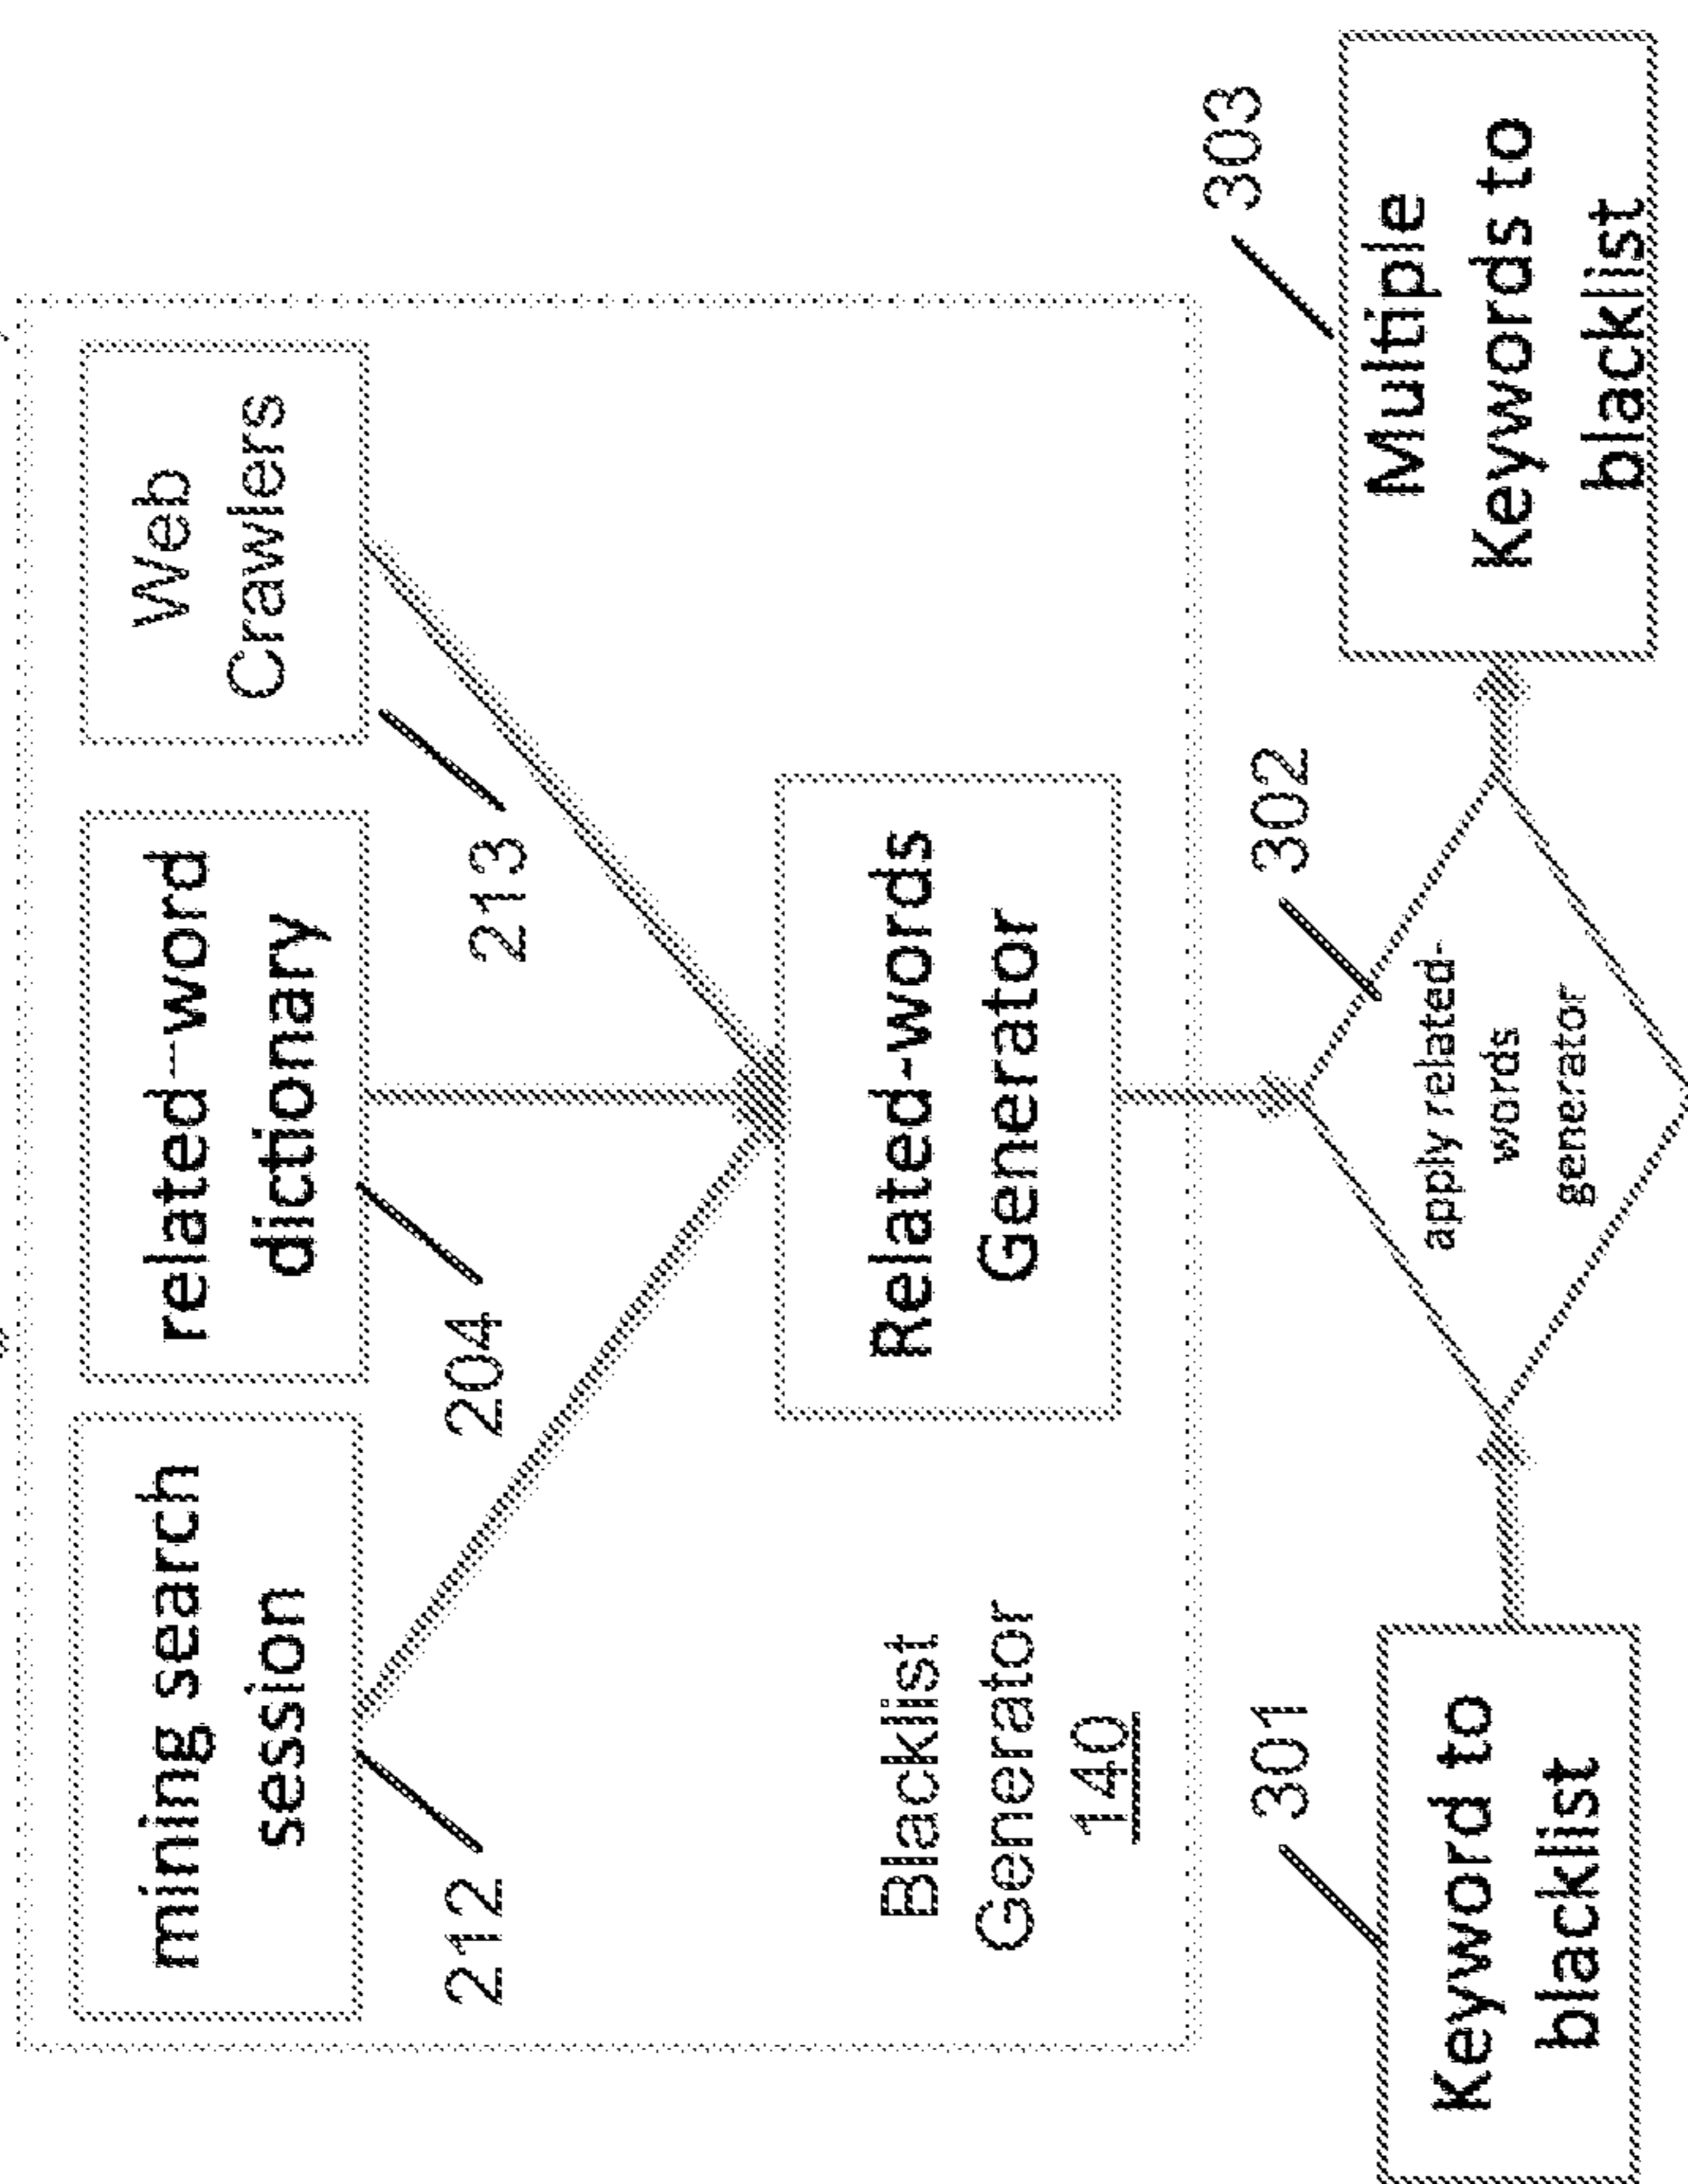 mining search
session
related-word
dictionary
Web
Crawlers
212
204
213
Blacklist
Generator
140
Related-words
Generator
301
302
303
Keyword to
blacklist
apply related-
words
generator
Multiple
Keywords to
blacklist